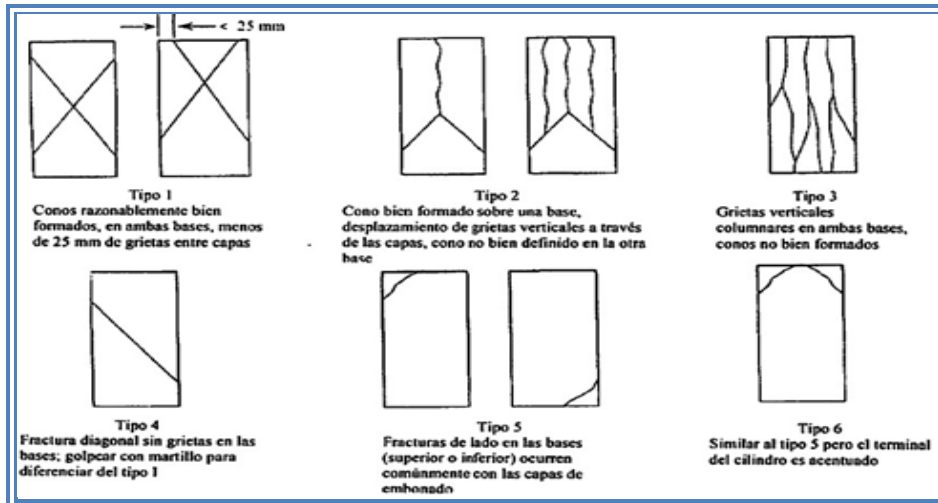 < 25 mm
Tipo 1
Conos razonablemente bien
formados, en ambas bases, menos
de 25 mm de grietas entre capas
Tipo 2
Cono bien formado sobre una base,
desplazamiento de grietas verticales a través
de las capas, cono no bien definido en la otra
base
Tipo 3
Grietas verticales
columnares en ambas bases,
conos no bien formados
Tipo 4
Fractura diagonal sin grietas en las
bases; golpear con martillo para
diferenciar del tipo 1
Tipo 5
Fracturas de lado en las bases
(superior o inferior) ocurren
comúnmente con las capas de
embonado
Tipo 6
Similar al tipo 5 pero el terminal
del cilindro es acentuado